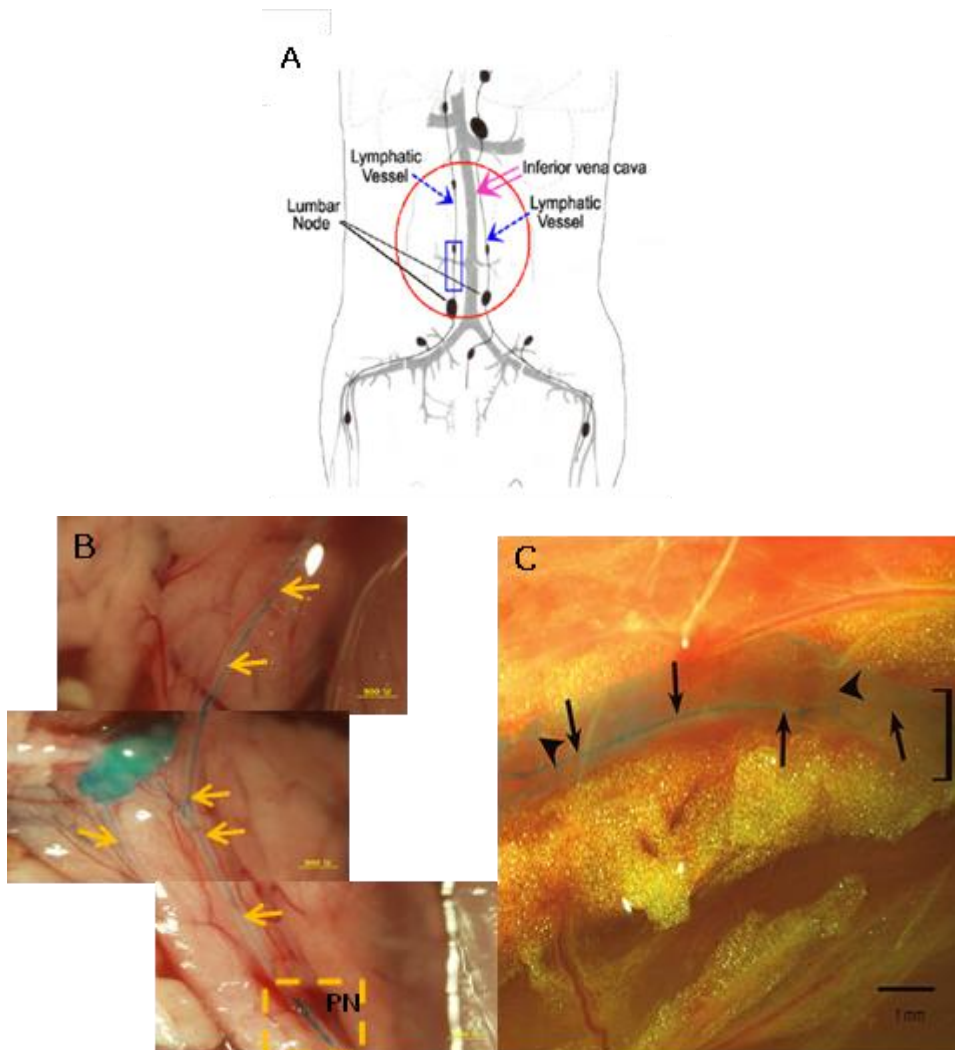 A
Lymphatic
Vessel
Inferior vena cava
Lumbar
Node
Lymphatic
Vessel
B
C
PN
1 mm